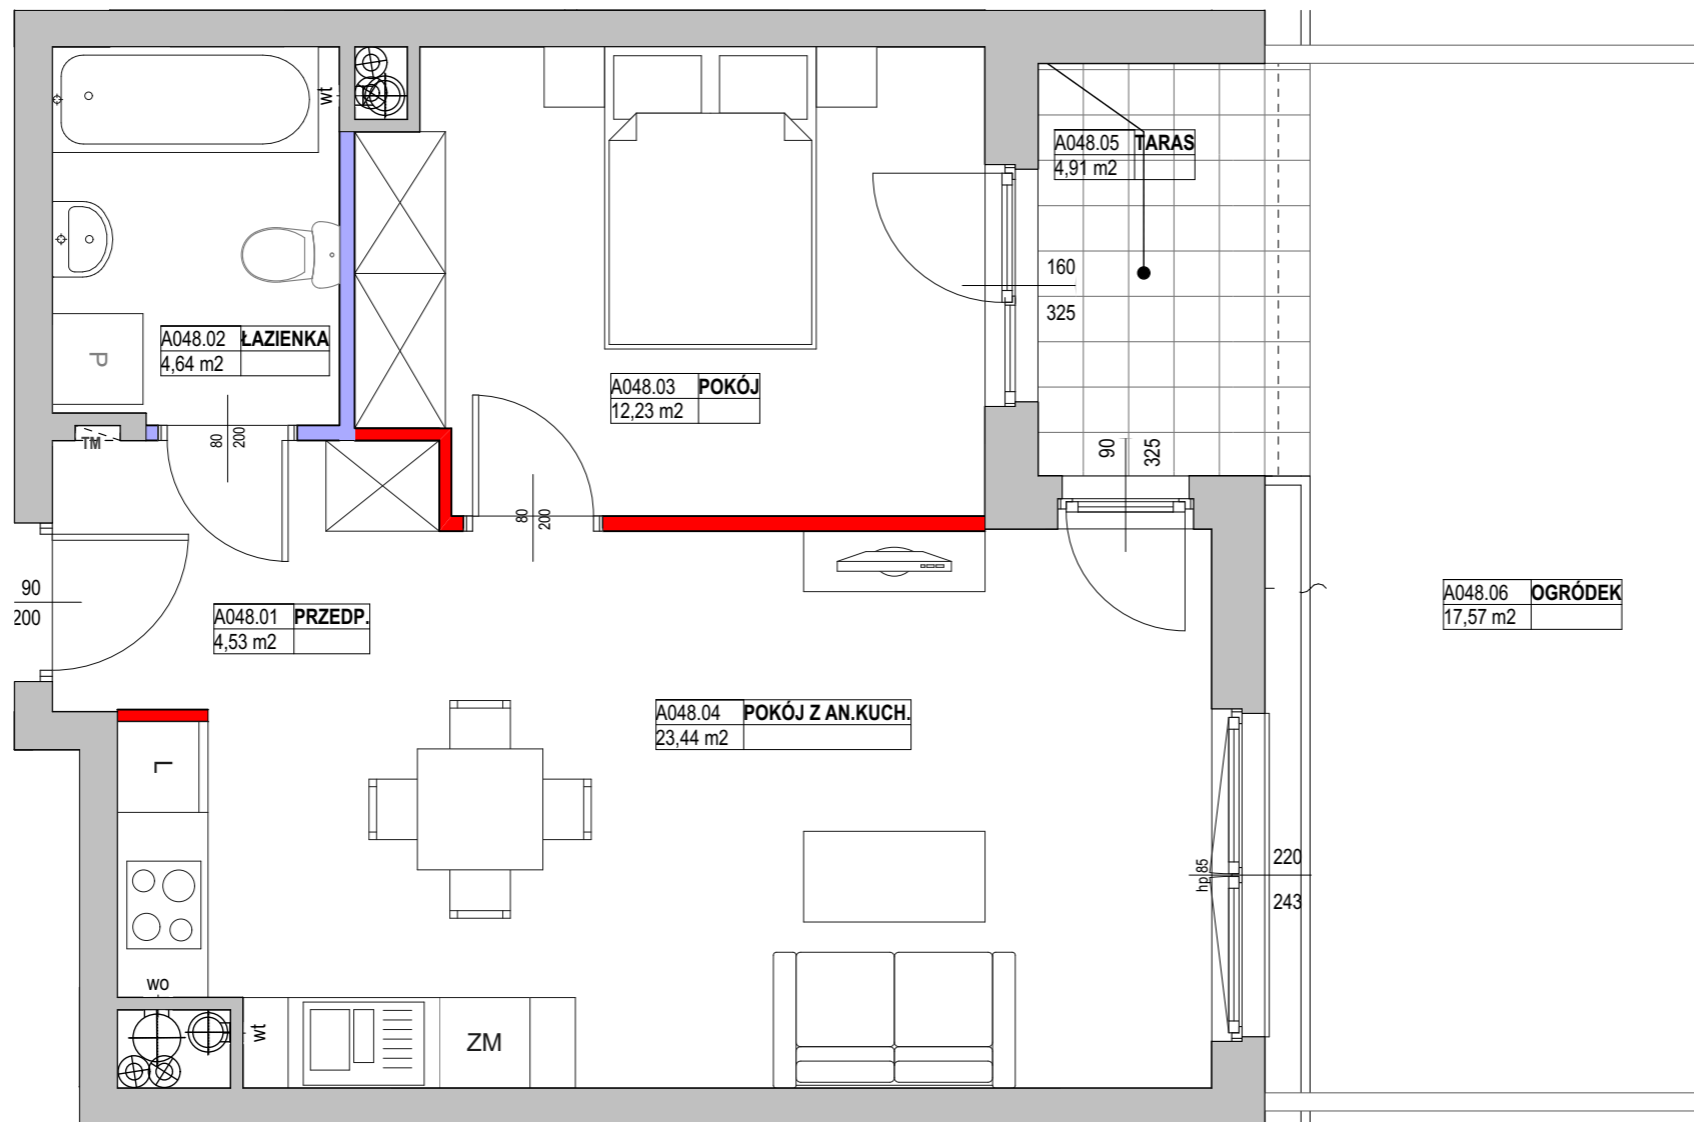 wt
A048.05 TARAS
4,91 m2
160
325
A048.02 ŁAZIENKA
4,64 m2
P
A048.03 POKÓJ
12,23 m2
TM
80
200
90
325
80
200
90
200
A048.01 PRZEDP.
4,53 m2
A048.06 OGRÓDEK
17,57 m2
A048.04 POKÓJ Z AN.KUCH.
23,44 m2
L
hp 85
220
243
wo
wt
ZM